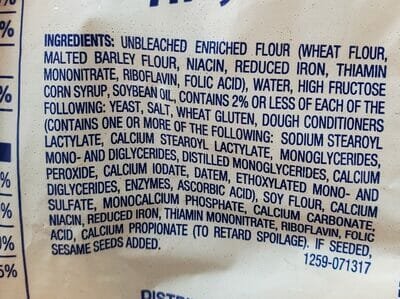 %
%
%
%
%
%
5%
INGREDIENTS: UNBLEACHED ENRICHED FLOUR (WHEAT FLOUR,
MALTED BARLEY FLOUR, NIACIN, REDUCED IRON, THIAMIN
MONONITRATE, RIBOFLAVIN, FOLIC ACID), WATER, HIGH FRUCTOSE
CORN SYRUP, SOYBEAN OIL, CONTAINS 2% OR LESS OF EACH OF THE
FOLLOWING: YEAST, SALT, WHEAT GLUTEN, DOUGH CONDITIONERS
(CONTAINS ONE OR MORE OF THE FOLLOWING: SODIUM STEAROYL
LACTYLATE, CALCIUM STEAROYL LACTYLATE, MONOGLYCERIDES,
MONO- AND DIGLYCERIDES, DISTILLED MONOGLYCERIDES, CALCIUM
PEROXIDE, CALCIUM IODATE, DATEM, ETHOXYLATED MONO- AND
DIGLYCERIDES, ENZYMES, ASCORBIC ACID), SOY FLOUR, CALCIUM
SULFATE, MONOCALCIUM PHOSPHATE, CALCIUM CARBONATE,
NIACIN, REDUCED IRON, THIAMIN MONONITRATE, RIBOFLAVIN, FOLIC
ACID, CALCIUM PROPIONATE (TO RETARD SPOILAGE). IF SEEDED,
SESAME SEEDS ADDED.
1259-071317